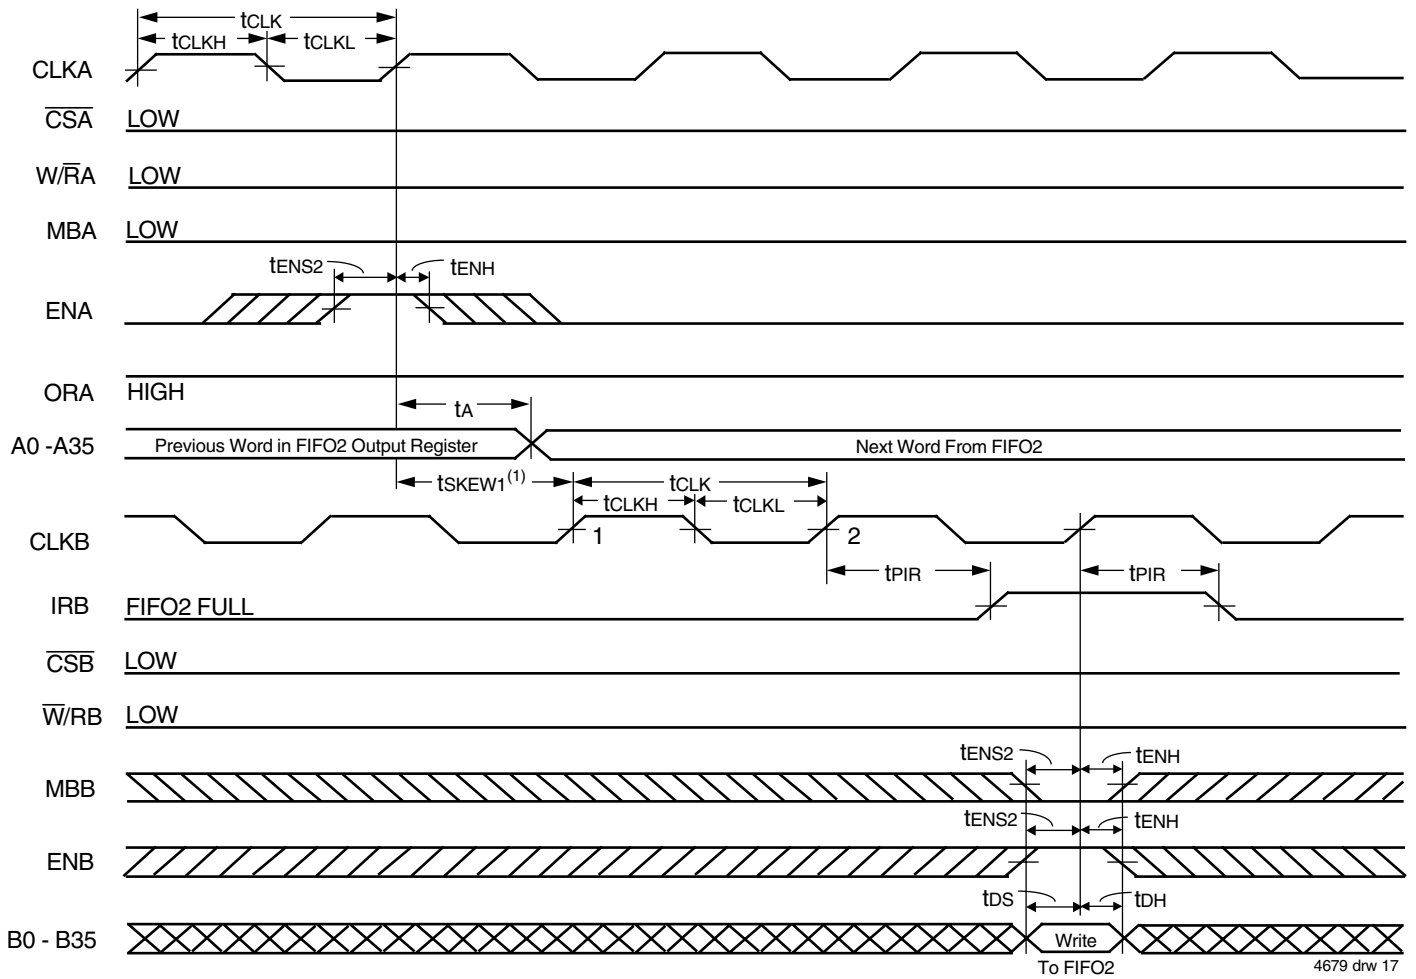 tCLK
tCLKH tCLKL
CLKA
CSA LOW
W/RA LOW
MBA LOW
tENS2 tENH
ENA
ORA HIGH
tA
A0 -A35 Previous Word in FIFO2 Output Register Next Word From FIFO2
tSKEW1(1) tCLK
tCLKH tCLKL
CLKB 1 2
tPIR tPIR
IRB FIFO2 FULL
CSB LOW
W/RB LOW
tENS2 tENH
MBB
tENS2 tENH
ENB
tDS tDH
B0 - B35 Write
To FIFO2
4679 drw 17